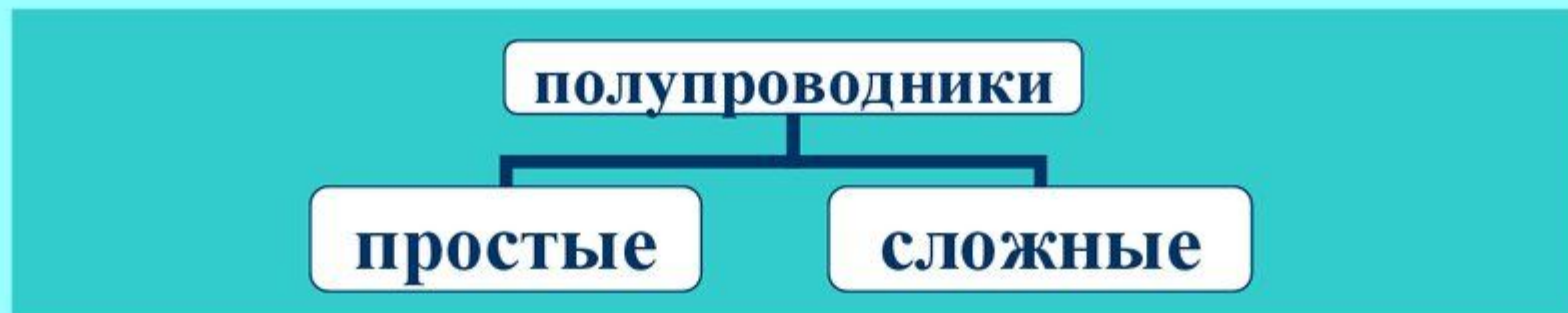 полупроводники
простые
сложные